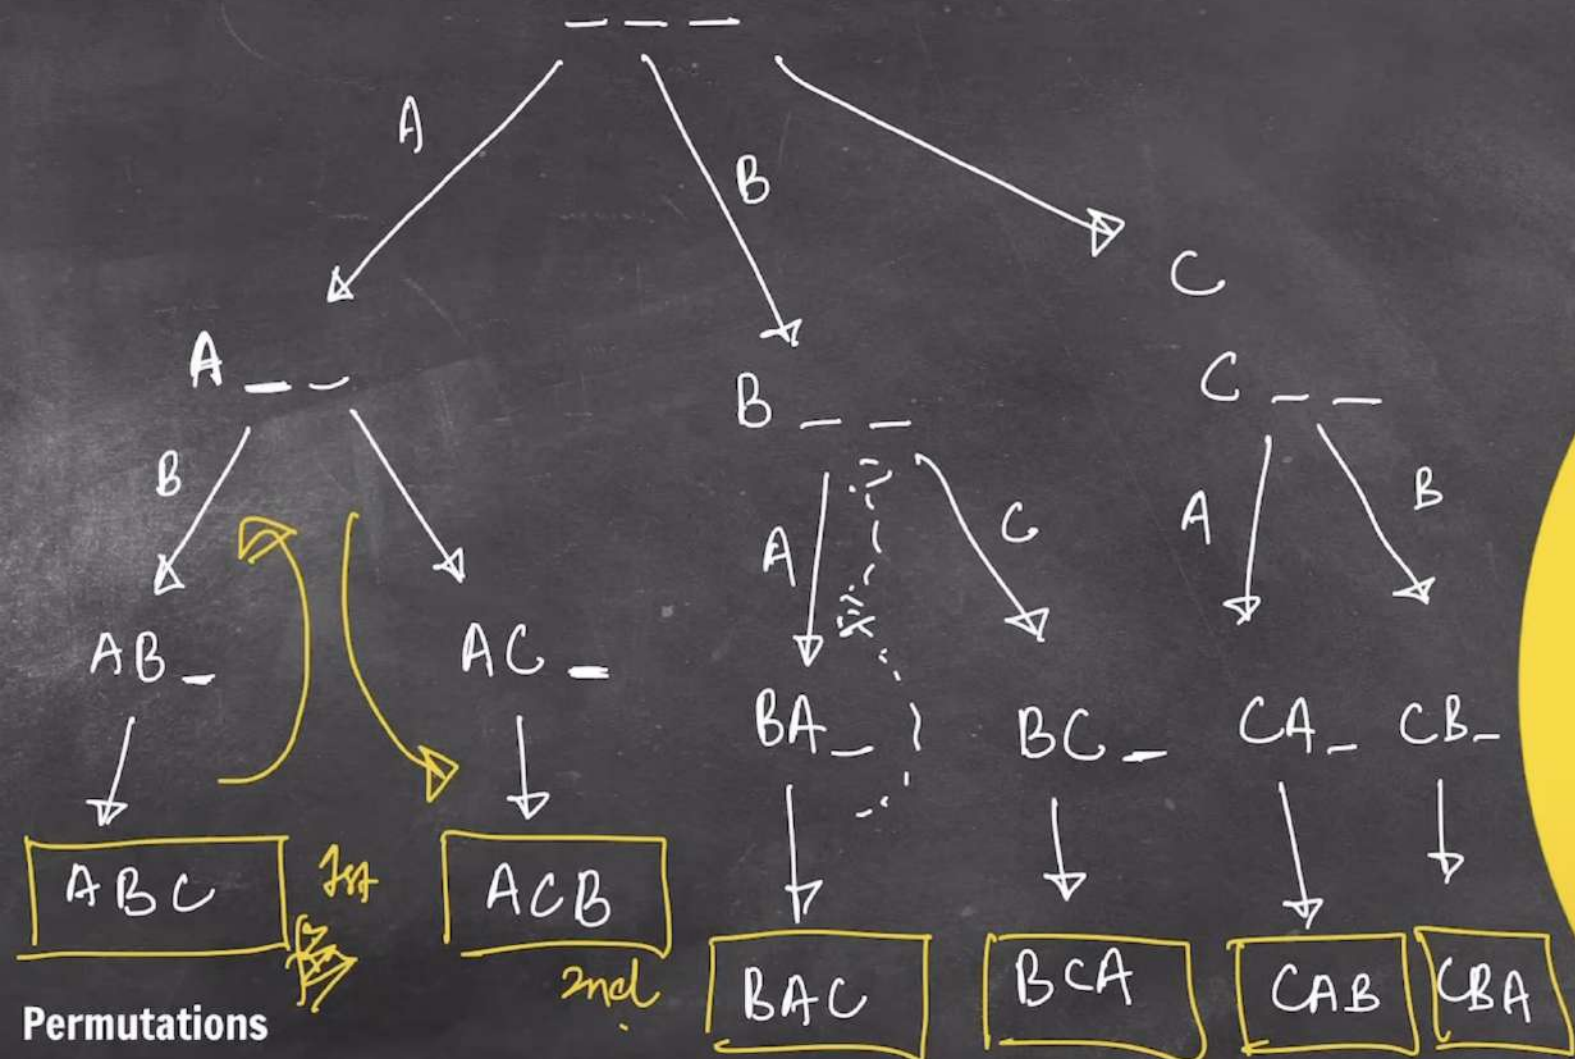 _ _ _
A
B
C
A _ _
B _ _
C _ _
B
A
C
A
B
AB _
AC _
BA _
BC _
CA _
CB _
ABC
1st
ACB
2nd
BAC
BCA
CAB
CBA
Permutations